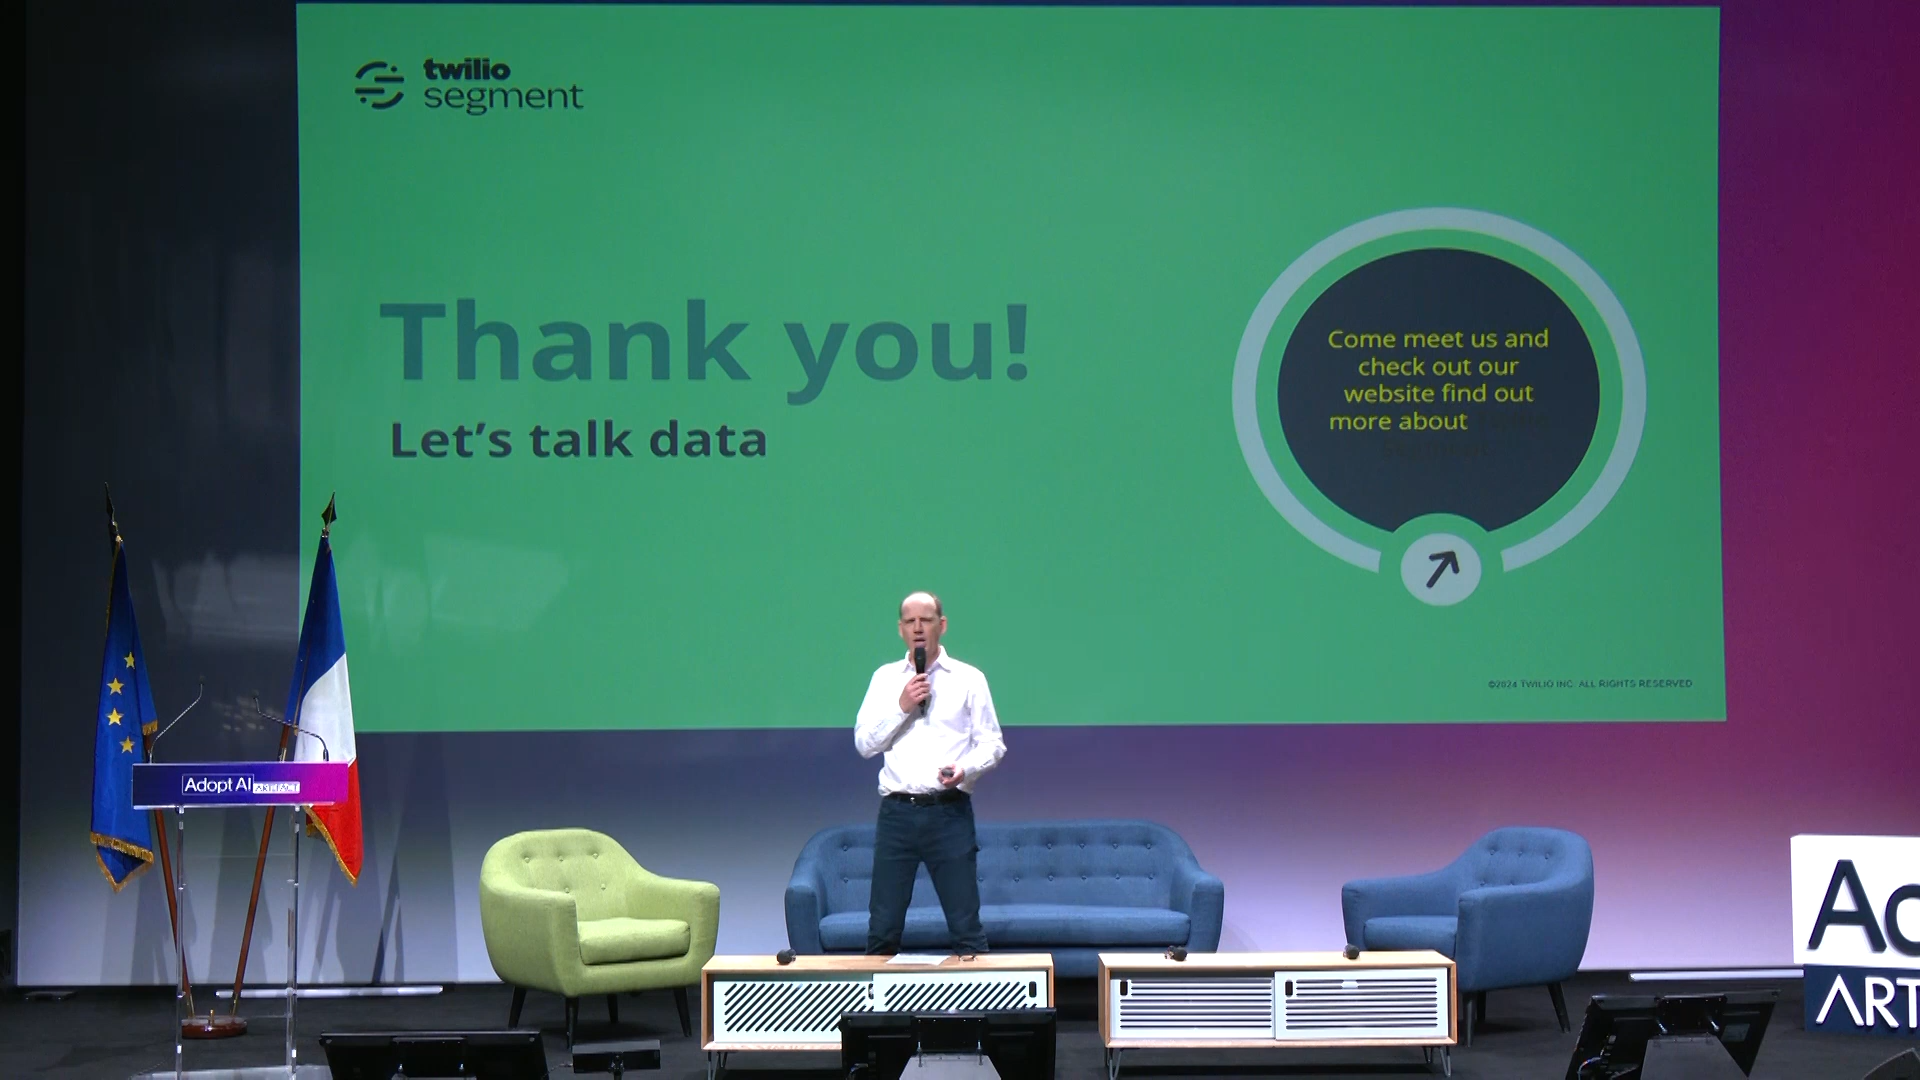 twilio
segment
Thank you!
Let's talk data
Come meet us and
check out our
website find out
more about
©2024 TWILIO INC. ALL RIGHTS RESERVED
Adopt AI
ARTEFACT
Ad
ART